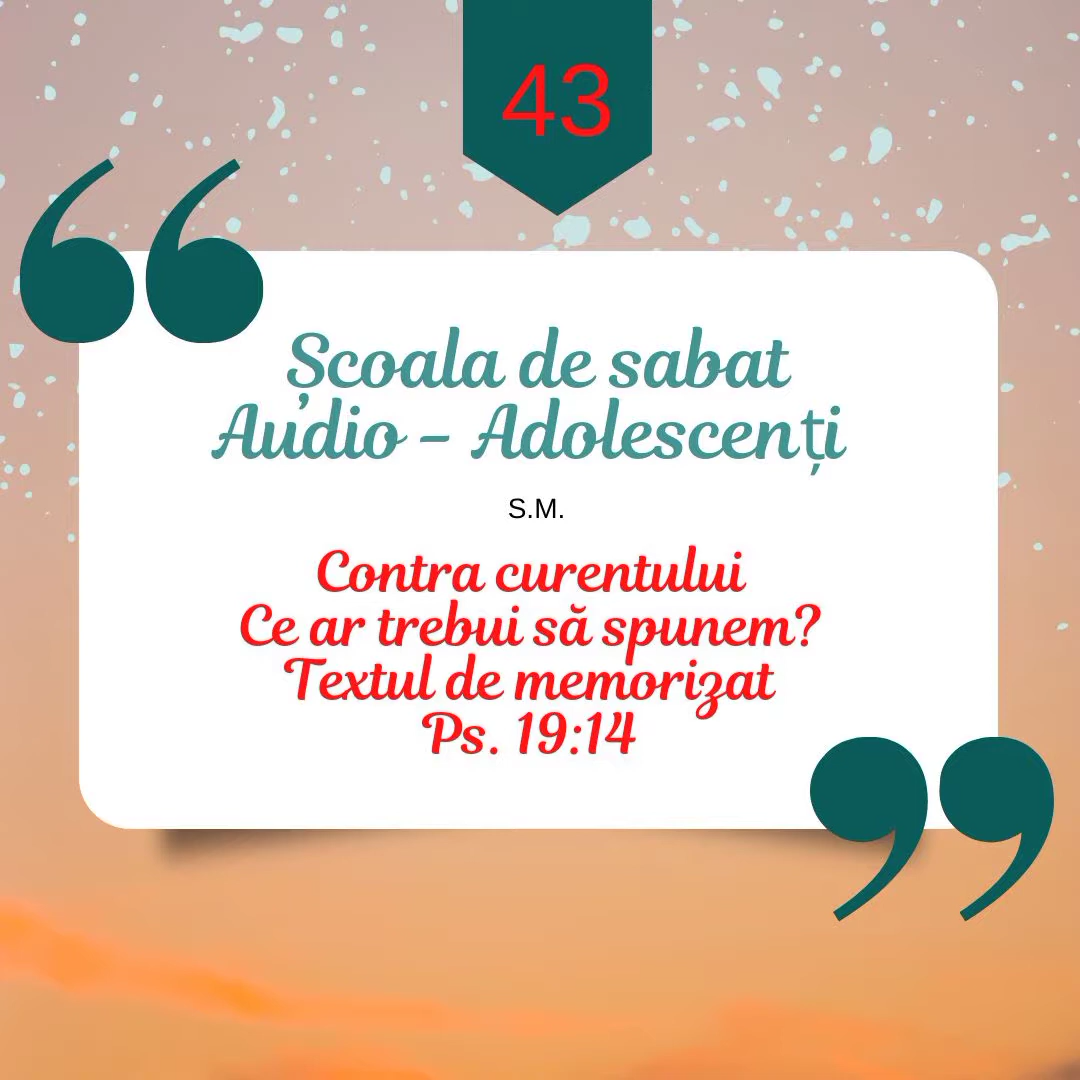 43
Școala de sabat
Audio – Adolescenți
S.M.
Contra curentului
Ce ar trebui să spunem?
Textul de memorizat
Ps. 19:14